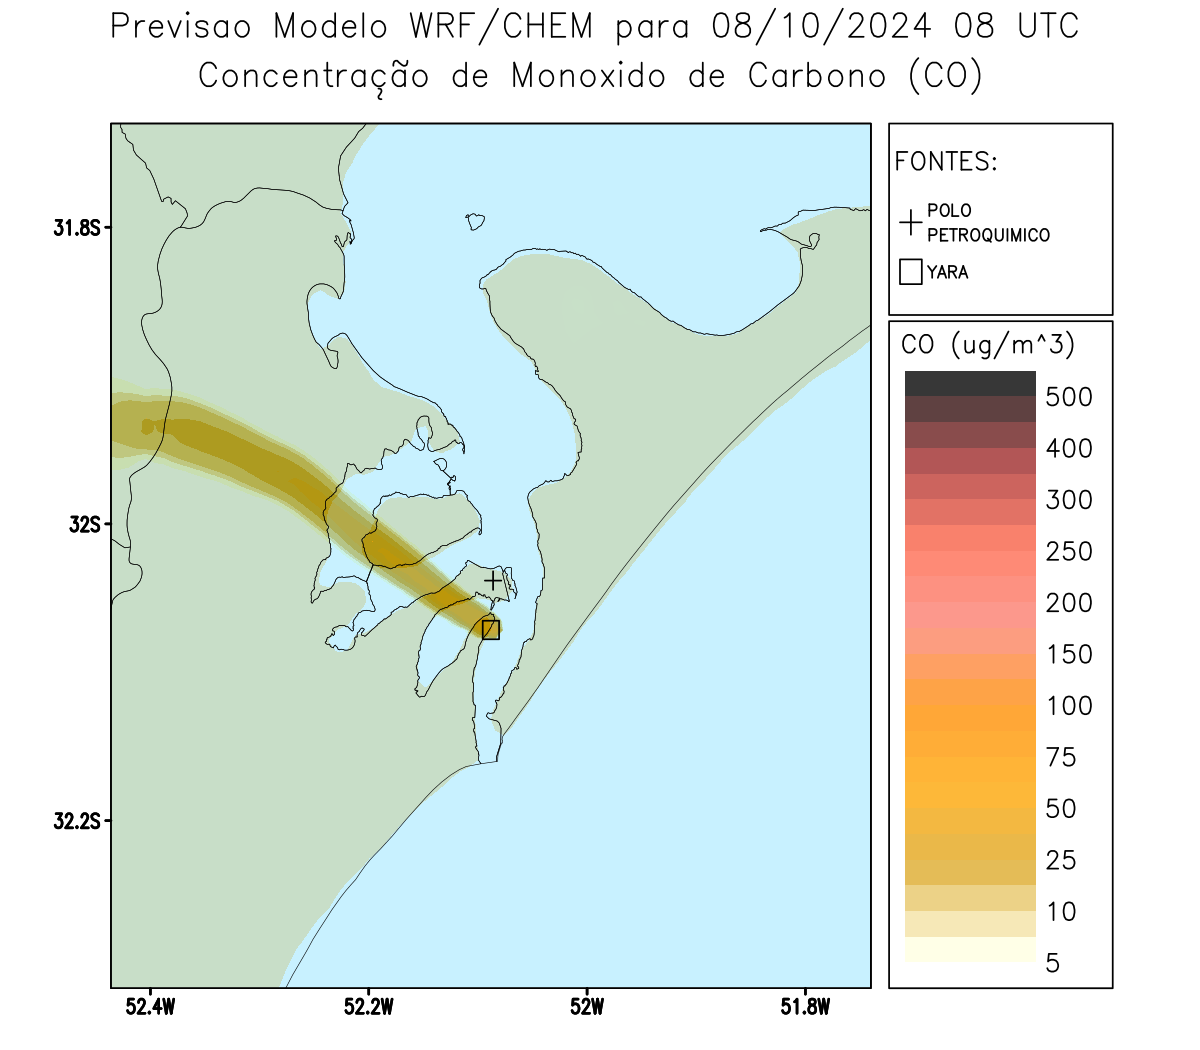 Previsao Modelo WRF/CHEM para 08/10/2024 08 UTC
Concentração de Monoxido de Carbono (CO)
FONTES:
POLO
PETROQUIMICO
YARA
CO (ug/m^3)
500
400
300
250
200
150
100
75
50
25
10
5
31.8S
32S
32.2S
52.4W
52.2W
52W
51.8W